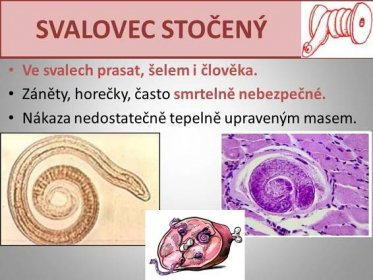 SVALOVEC STOČENÝ
• Ve svalech prasat, šelem i člověka.
• Záněty, horečky, často smrtelně nebezpečné.
• Nákaza nedostatečně tepelně upraveným masem.